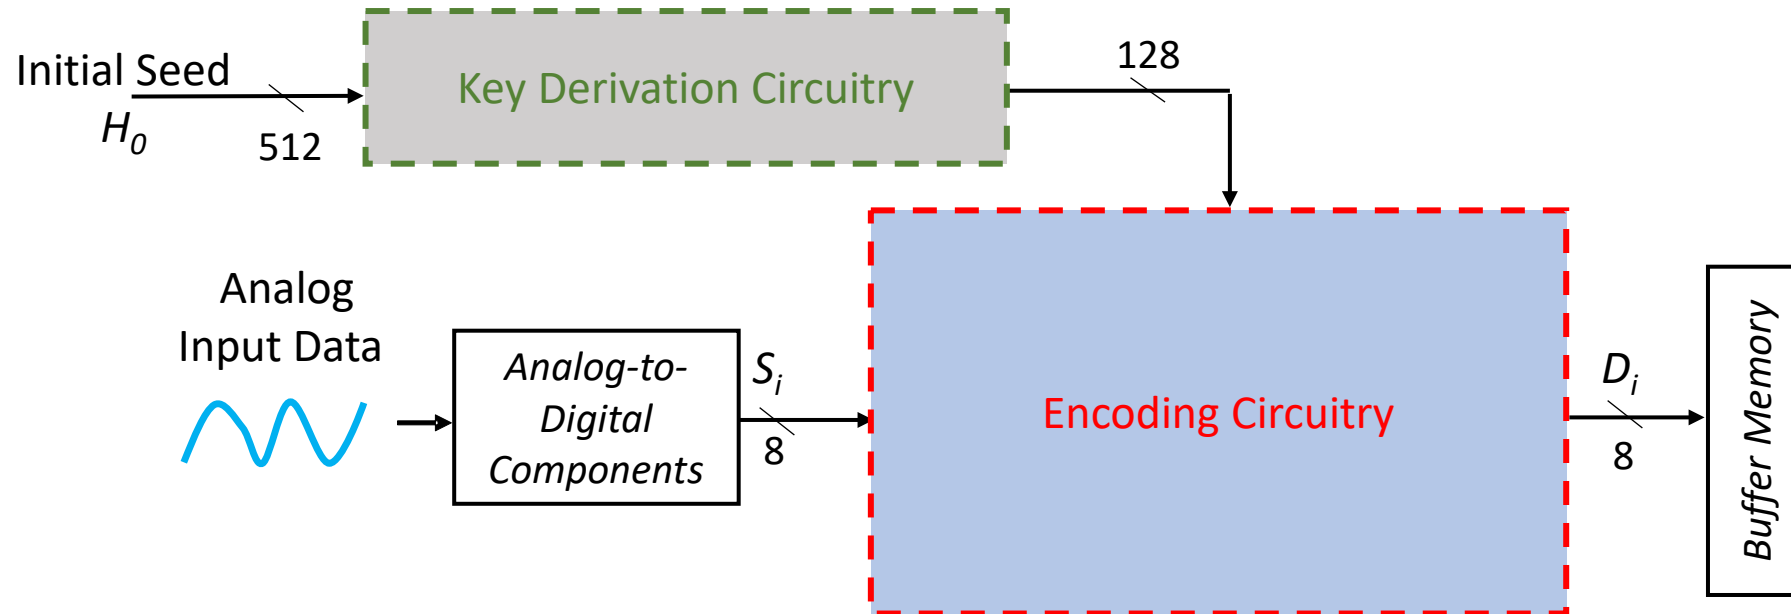 Initial Seed
H0
512
Key Derivation Circuitry
128
Analog
Input Data
Analog-to-
Digital
Components
Si
8
Encoding Circuitry
Di
8
Buffer Memory